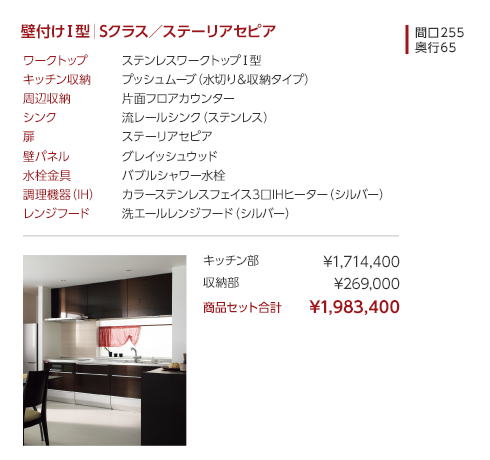 壁付けI型｜Sクラス／ステーリアセピア
間口255
奥行65
ワークトップ ステンレスワークトップI型
キッチン収納 プッシュムーブ（水切り＆収納タイプ）
周辺収納 片面フロアカウンター
シンク 流レールシンク（ステンレス）
扉 ステーリアセピア
壁パネル グレイッシュウッド
水栓金具 バブルシャワー水栓
調理機器（IH） カラーステンレスフェイス3口IHヒーター（シルバー）
レンジフード 洗エールレンジフード（シルバー）
キッチン部 ¥1,714,400
収納部 ¥269,000
商品セット合計 ¥1,983,400